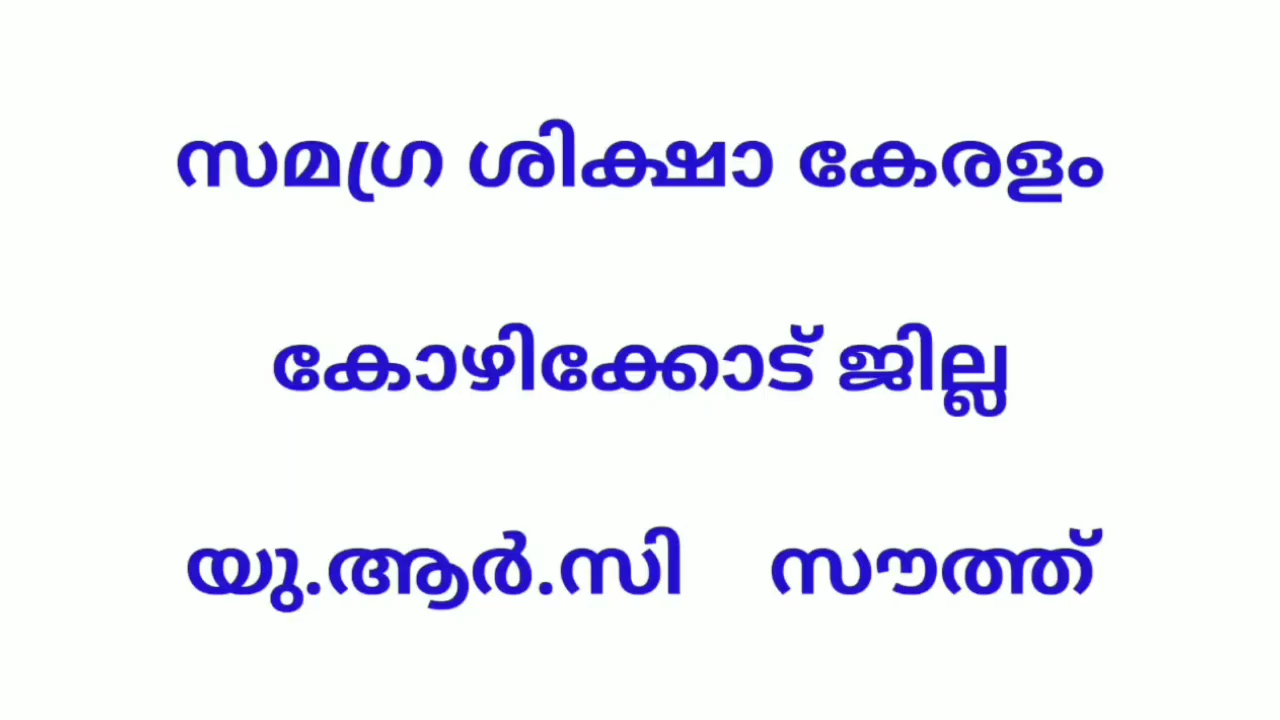 സമഗ്ര ശിക്ഷാ കേരളം
കോഴിക്കോട് ജില്ല
യു.ആർ.സി സൗത്ത്